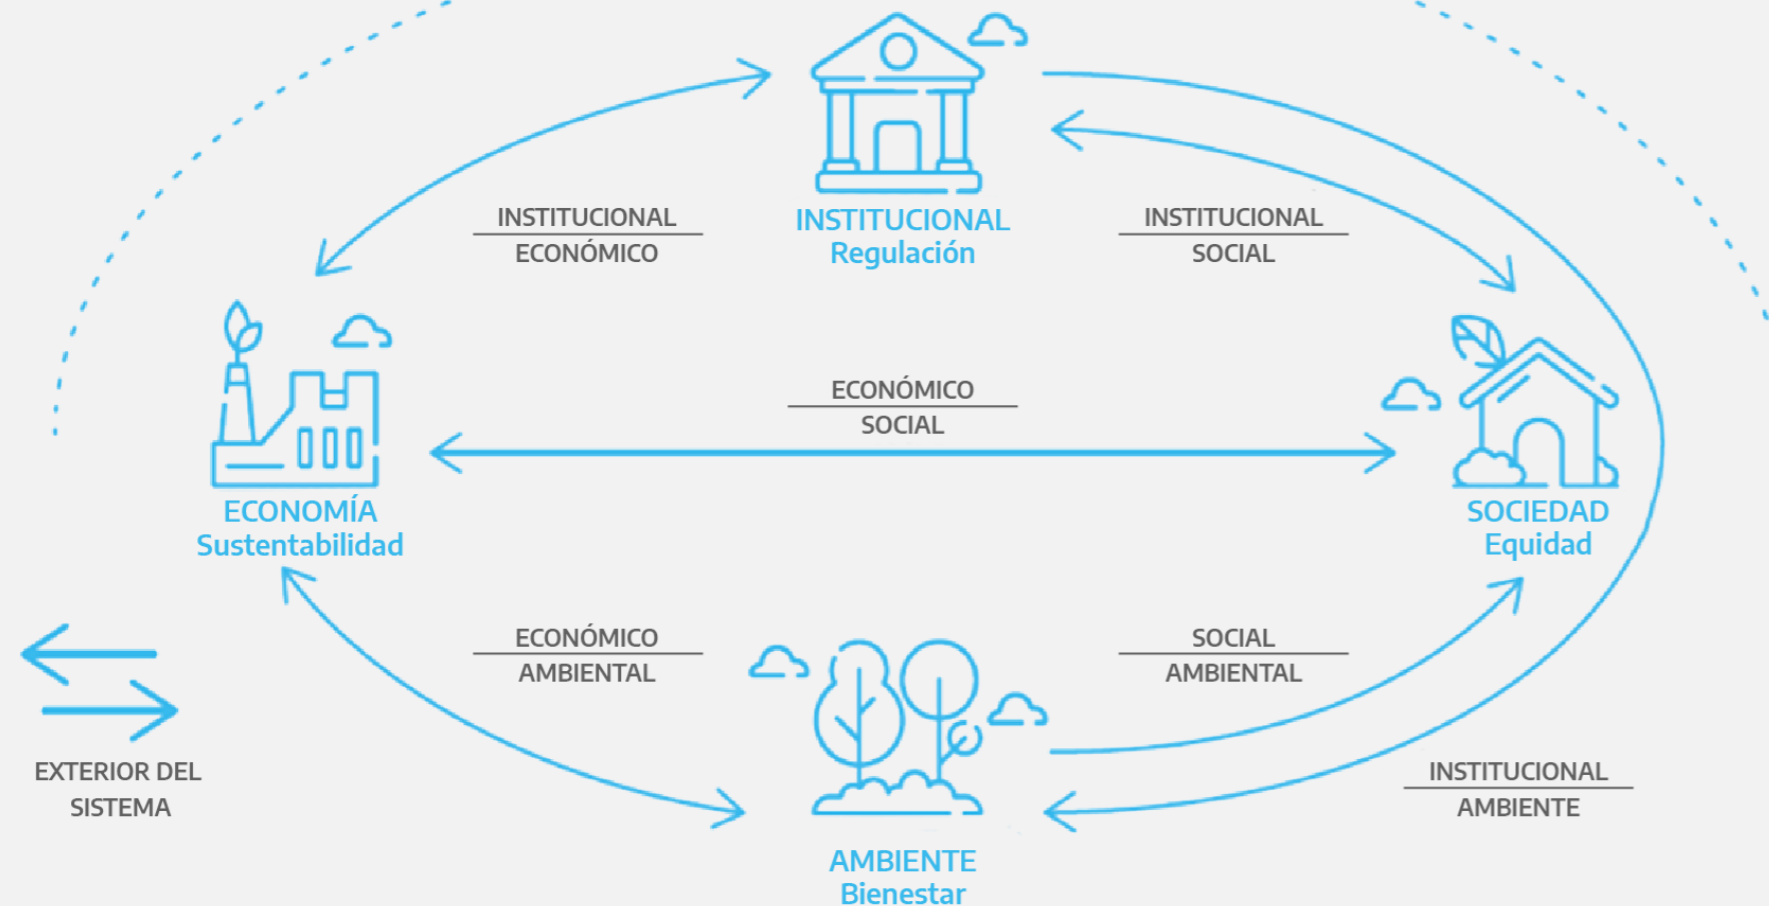 INSTITUCIONAL
ECONÓMICO
INSTITUCIONAL
Regulación
INSTITUCIONAL
SOCIAL
ECONÓMICO
SOCIAL
ECONOMÍA
Sustentabilidad
SOCIEDAD
Equidad
ECONÓMICO
AMBIENTAL
SOCIAL
AMBIENTAL
EXTERIOR DEL
SISTEMA
INSTITUCIONAL
AMBIENTE
AMBIENTE
Bienestar